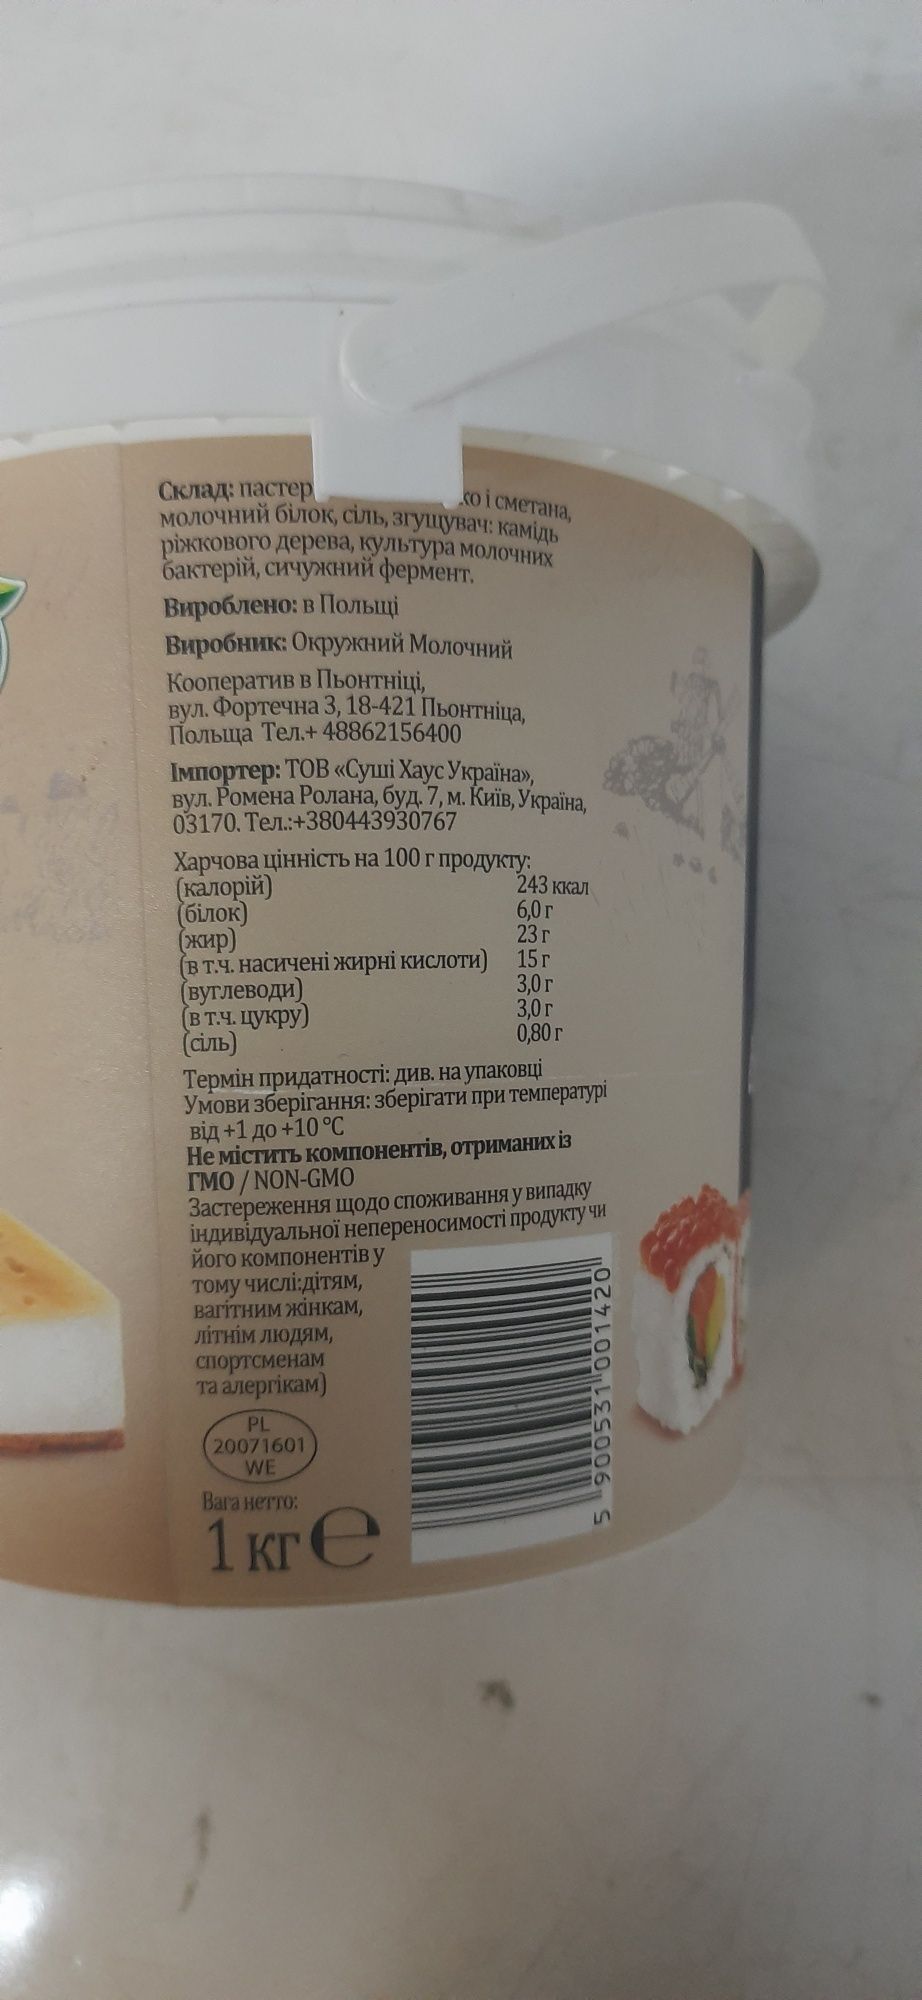 Склад: пастер ко і сметана,
молочний білок, сіль, згущувач: камідь
ріжкового дерева, культура молочних
бактерій, сичужний фермент.
Вироблено: в Польщі
Виробник: Окружний Молочний
Кооператив в Пьонтніці,
вул. Фортечна 3, 18-421 Пьонтніца,
Польща Тел.+ 48862156400
Імпортер: ТОВ «Суші Хаус Україна»,
вул. Ромена Ролана, буд. 7, м. Київ, Україна,
03170. Тел.:+380443930767
Харчова цінність на 100 г продукту:
(калорій) 243 ккал
(білок) 6,0 г
(жир) 23 г
(в т.ч. насичені жирні кислоти) 15 г
(вуглеводи) 3,0 г
(в т.ч. цукру) 3,0 г
(сіль) 0,80 г
Термін придатності: див. на упаковці
Умови зберігання: зберігати при температурі
від +1 до +10 °C
Не містить компонентів, отриманих із
ГМО / NON-GMO
Застереження щодо споживання у випадку
індивідуальної непереносимості продукту чи
його компонентів у
тому числі:дітям,
вагітним жінкам,
літнім людям,
спортсменам
та алергікам)
PL
20071601
WE
Вага нетто:
1 кг е
5 900531 001420